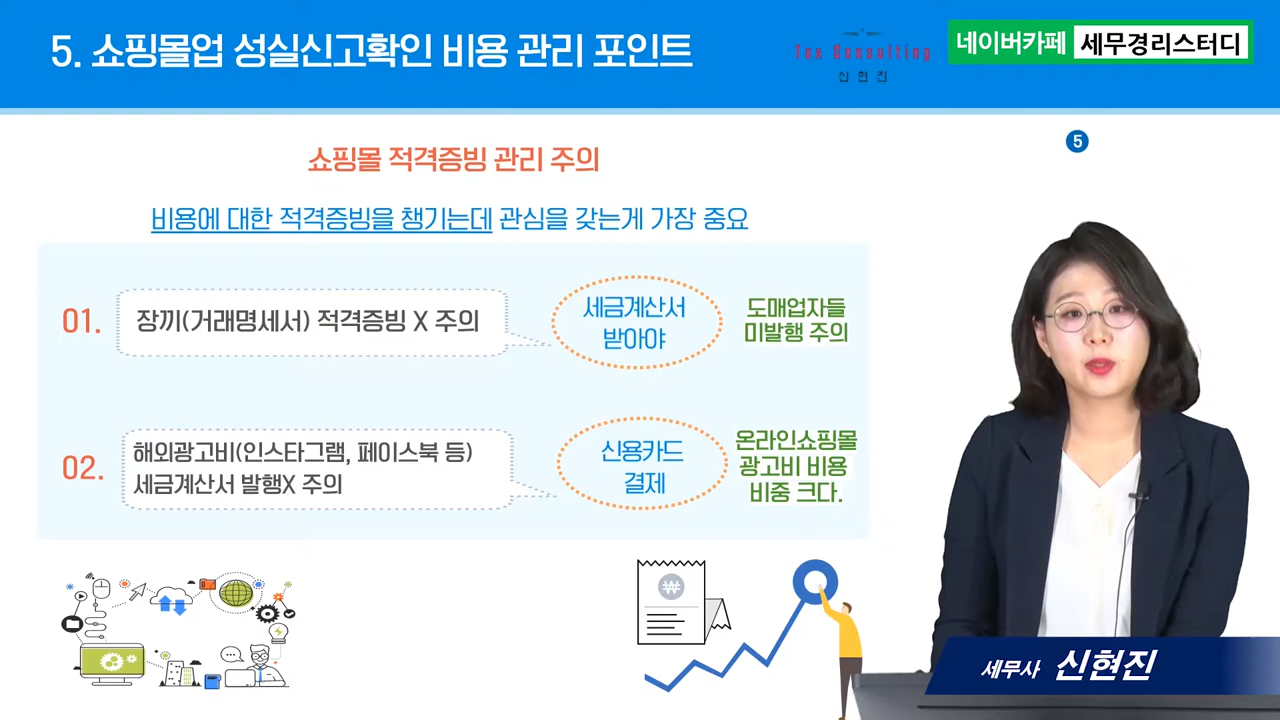 5. 쇼핑몰업 성실신고확인 비용 관리 포인트
Tax Consulting
신 현 진
네이버카페 세무경리스터디
5
쇼핑몰 적격증빙 관리 주의
비용에 대한 적격증빙을 챙기는데 관심을 갖는게 가장 중요
01.
장끼(거래명세서) 적격증빙 X 주의
세금계산서
받아야
도매업자들
미발행 주의
02.
해외광고비(인스타그램, 페이스북 등)
세금계산서 발행X 주의
신용카드
결제
온라인쇼핑몰
광고비 비용
비중 크다.
₩
세무사 신현진